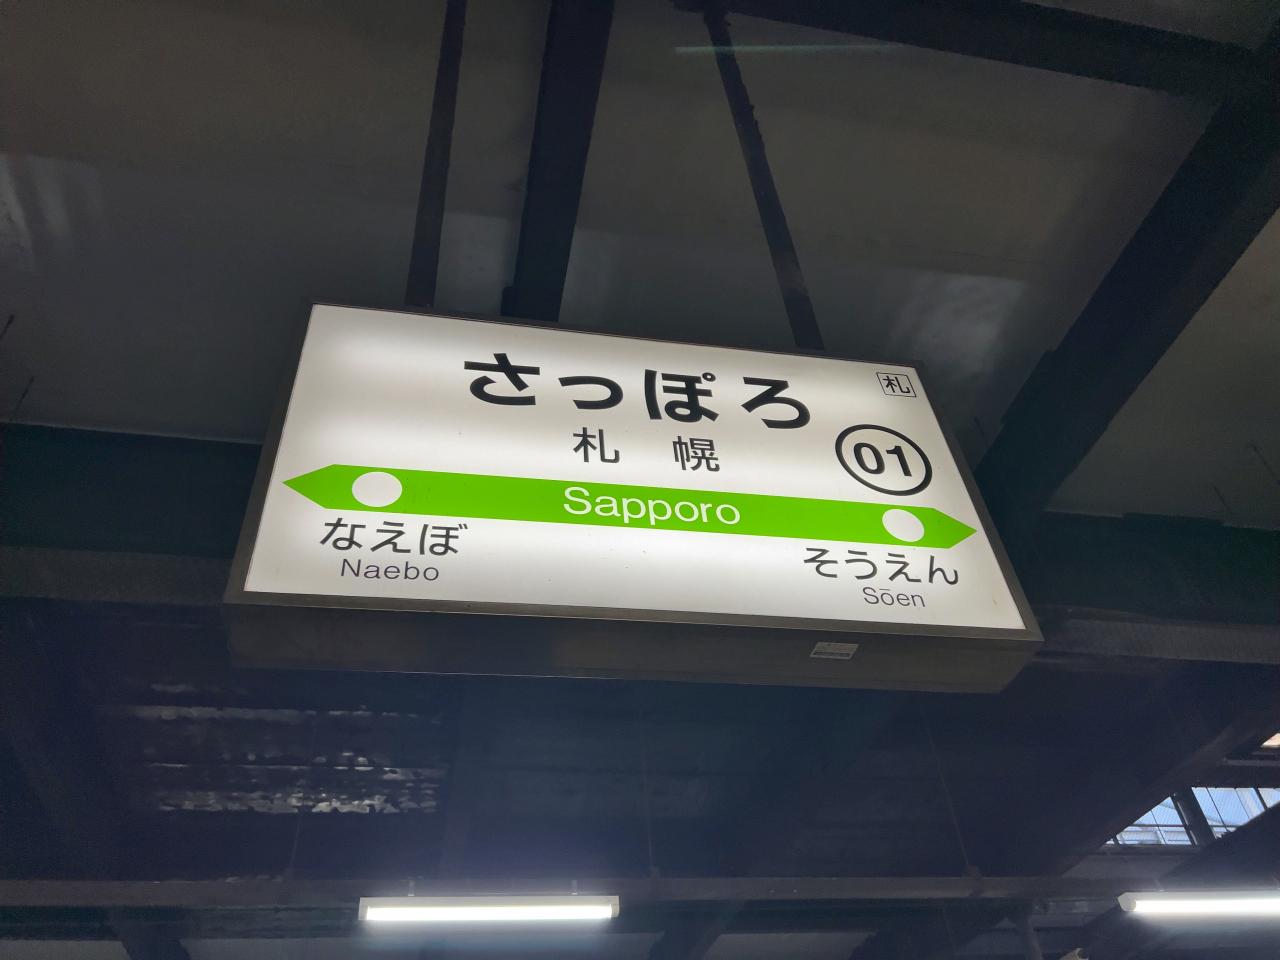 さっぽろ
札
札幌
01
Sapporo
なえぼ
Naebo
そうえん
Sōen